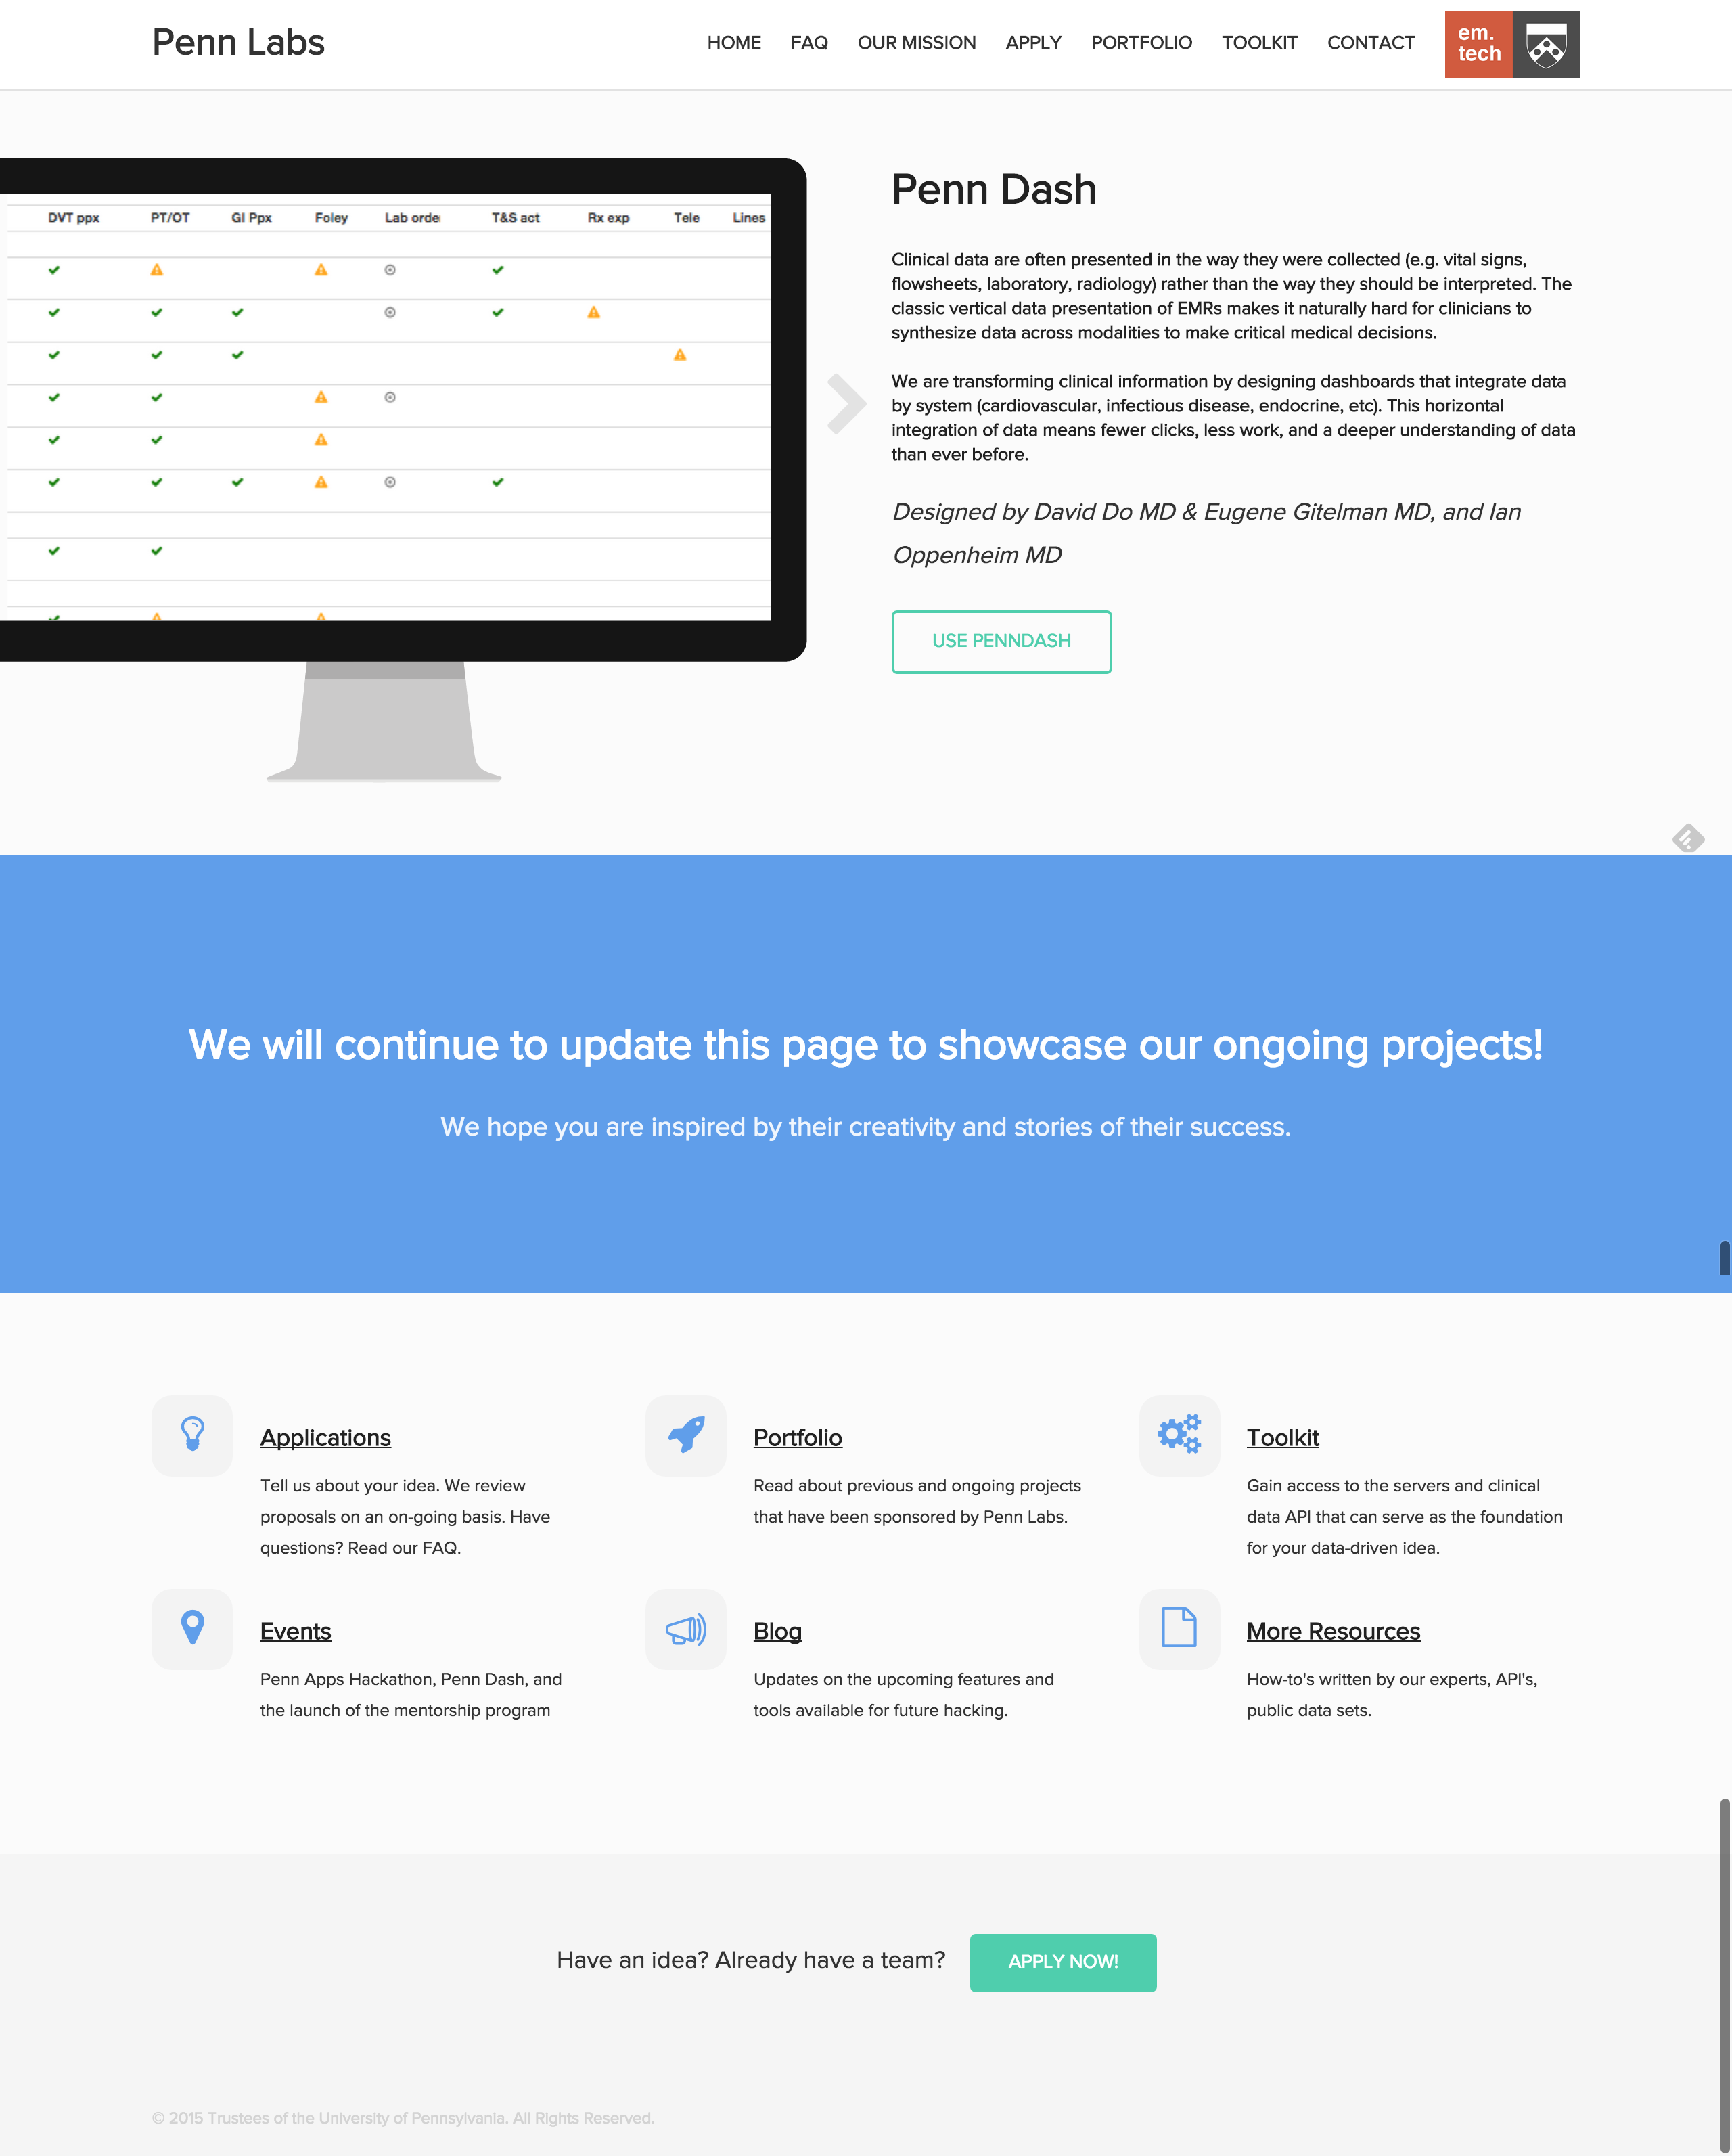 Penn Labs
HOME FAQ OUR MISSION APPLY PORTFOLIO TOOLKIT CONTACT
em.
tech
DVT ppx PT/OT GI Ppx Foley Lab orde T&S act Rx exp Tele Lines
Penn Dash
Clinical data are often presented in the way they were collected (e.g. vital signs,
flowsheets, laboratory, radiology) rather than the way they should be interpreted. The
classic vertical data presentation of EMRs makes it naturally hard for clinicians to
synthesize data across modalities to make critical medical decisions.
We are transforming clinical information by designing dashboards that integrate data
by system (cardiovascular, infectious disease, endocrine, etc). This horizontal
integration of data means fewer clicks, less work, and a deeper understanding of data
than ever before.
Designed by David Do MD & Eugene Gitelman MD, and Ian
Oppenheim MD
USE PENNDASH
We will continue to update this page to showcase our ongoing projects!
We hope you are inspired by their creativity and stories of their success.
Applications
Tell us about your idea. We review
proposals on an on-going basis. Have
questions? Read our FAQ.
Portfolio
Read about previous and ongoing projects
that have been sponsored by Penn Labs.
Toolkit
Gain access to the servers and clinical
data API that can serve as the foundation
for your data-driven idea.
Events
Penn Apps Hackathon, Penn Dash, and
the launch of the mentorship program
Blog
Updates on the upcoming features and
tools available for future hacking.
More Resources
How-to's written by our experts, API's,
public data sets.
Have an idea? Already have a team?
APPLY NOW!
© 2015 Trustees of the University of Pennsylvania. All Rights Reserved.